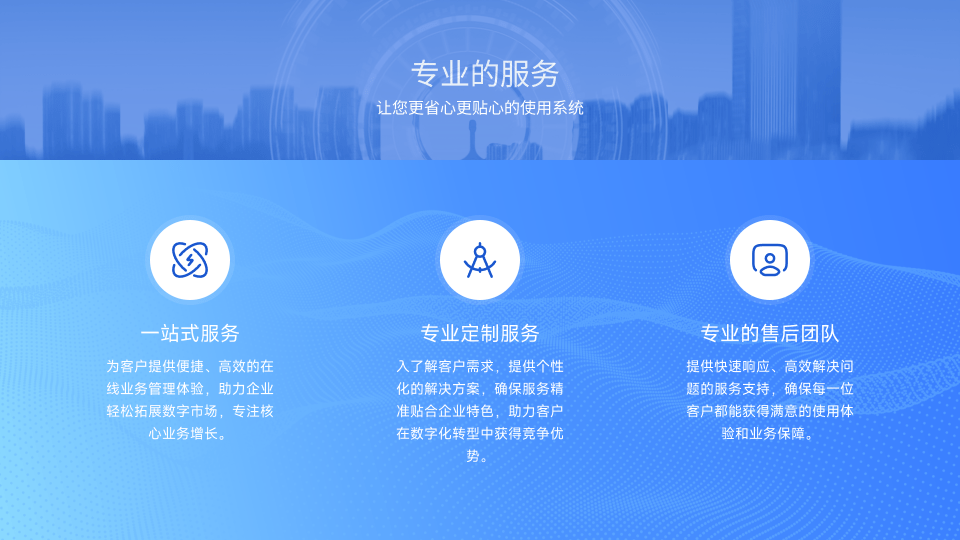 专业的服务
让您更省心更贴心的使用系统
一站式服务
为客户提供便捷、高效的在
线业务管理体验，助力企业
轻松拓展数字市场，专注核
心业务增长。
专业定制服务
入了解客户需求，提供个性
化的解决方案，确保服务精
准贴合企业特色，助力客户
在数字化转型中获得竞争优
势。
专业的售后团队
提供快速响应、高效解决问
题的服务支持，确保每一位
客户都能获得满意的使用体
验和业务保障。